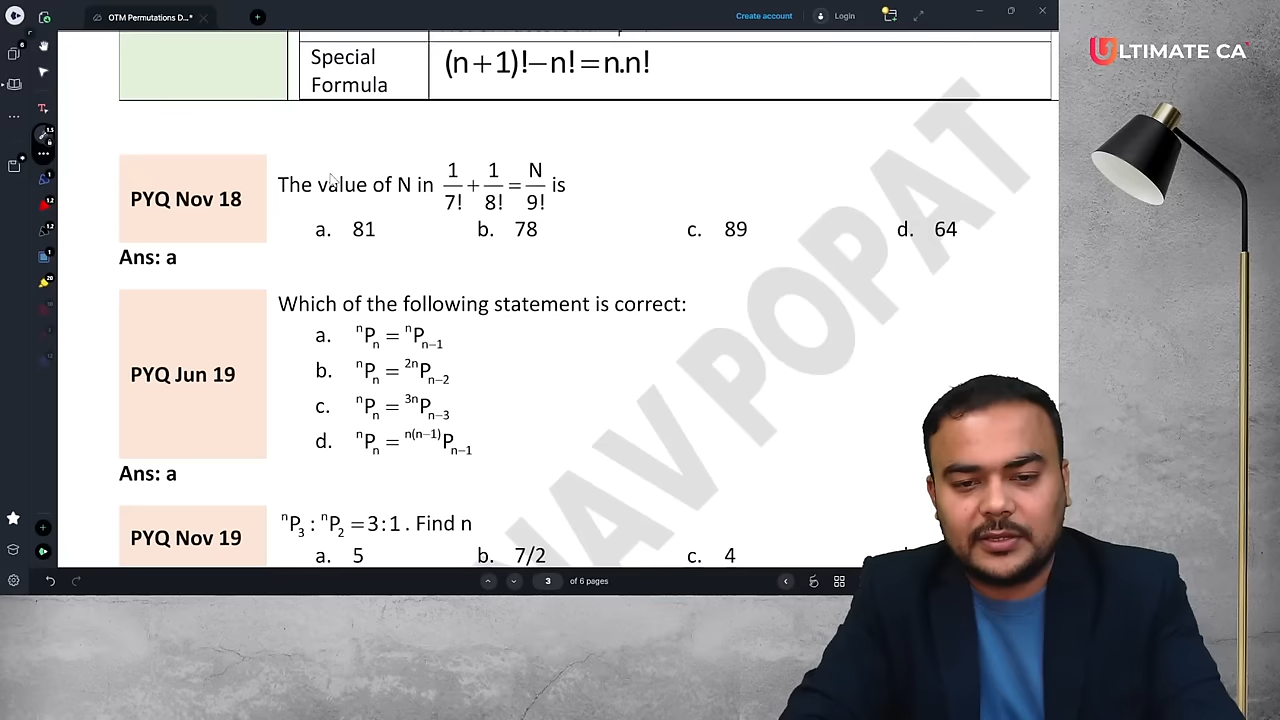 OTM Permutations D...*
Create account
Login
ULTIMATE CA
Special
Formula
(n+1)!−n!=n.n!
PYQ Nov 18
The value of N in 1/7! + 1/8! = N/9! is
a. 81 b. 78 c. 89 d. 64
Ans: a
PYQ Jun 19
Which of the following statement is correct:
a. ⁿPₙ = ⁿPₙ₋₁
b. ⁿPₙ = ²ⁿPₙ₋₂
c. ⁿPₙ = ³ⁿPₙ₋₃
d. ⁿPₙ = ⁿ⁽ⁿ⁻¹⁾Pₙ₋₁
Ans: a
PYQ Nov 19
ⁿP₃ : ⁿP₂ = 3:1. Find n
a. 5 b. 7/2 c. 4
NAV POPAT
3 of 6 pages